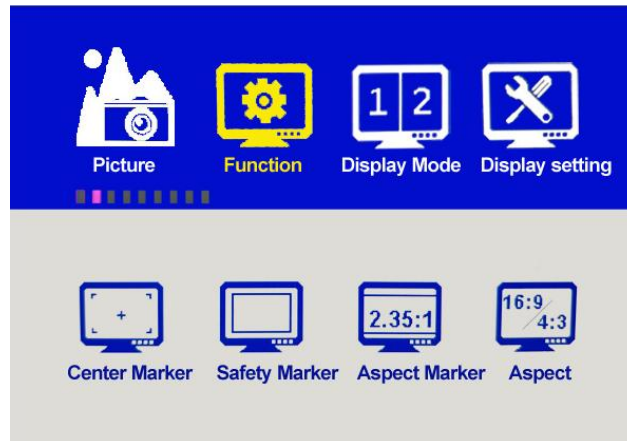 1 2
Picture Function Display Mode Display setting
2.35:1 16:9
4:3
Center Marker Safety Marker Aspect Marker Aspect